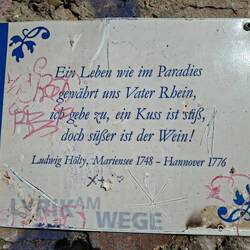 Ein Leben wie im Paradies
gewährt uns Vater Rhein,
ich gebe zu, ein Kuss ist süß,
doch süßer ist der Wein!
Ludwig Hölty, Mariensee 1748 – Hannover 1776
LYRIK AM
WEGE